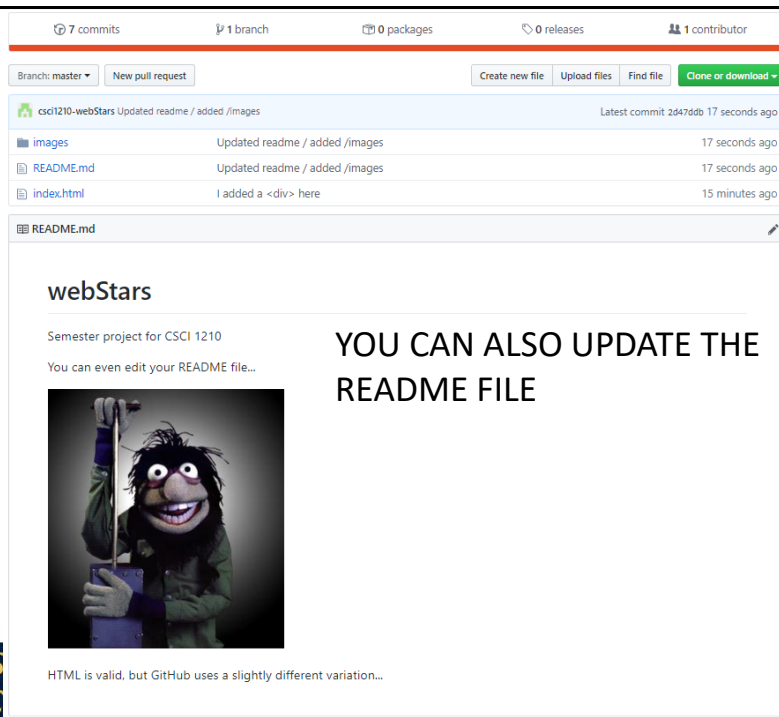 7 commits 1 branch 0 packages 0 releases 1 contributor
Branch: master New pull request Create new file Upload files Find file Clone or download
csci1210-webStars Updated readme / added /images Latest commit 2d47ddb 17 seconds ago
images Updated readme / added /images 17 seconds ago
README.md Updated readme / added /images 17 seconds ago
index.html I added a <div> here 15 minutes ago
README.md
webStars
Semester project for CSCI 1210
You can even edit your README file...
YOU CAN ALSO UPDATE THE
README FILE
HTML is valid, but GitHub uses a slightly different variation...